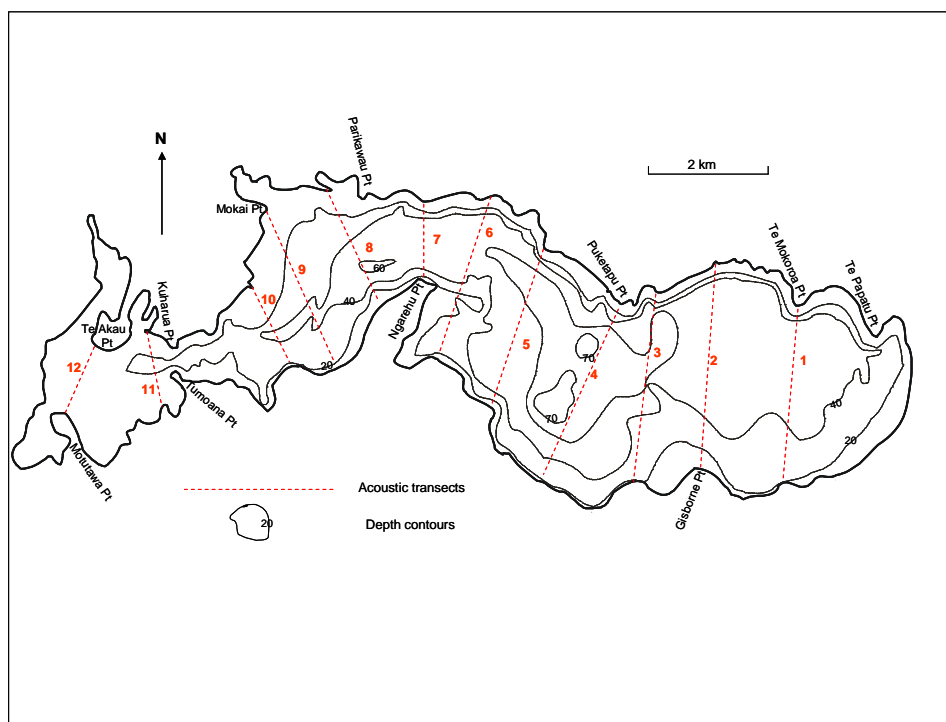 N
2 km
Parikawau Pt
Mokai Pt
Kuharua Pt
Te Akau
Pt
Tumoana Pt
Motutawa Pt
Ngarehu Pt
Puketapu Pt
Te Mokoroa Pt
Te Papatu Pt
Gisborne Pt
12
11
10
9
8
7
6
5
4
3
2
1
60
40
20
70
70
40
20
Acoustic transects
20
Depth contours